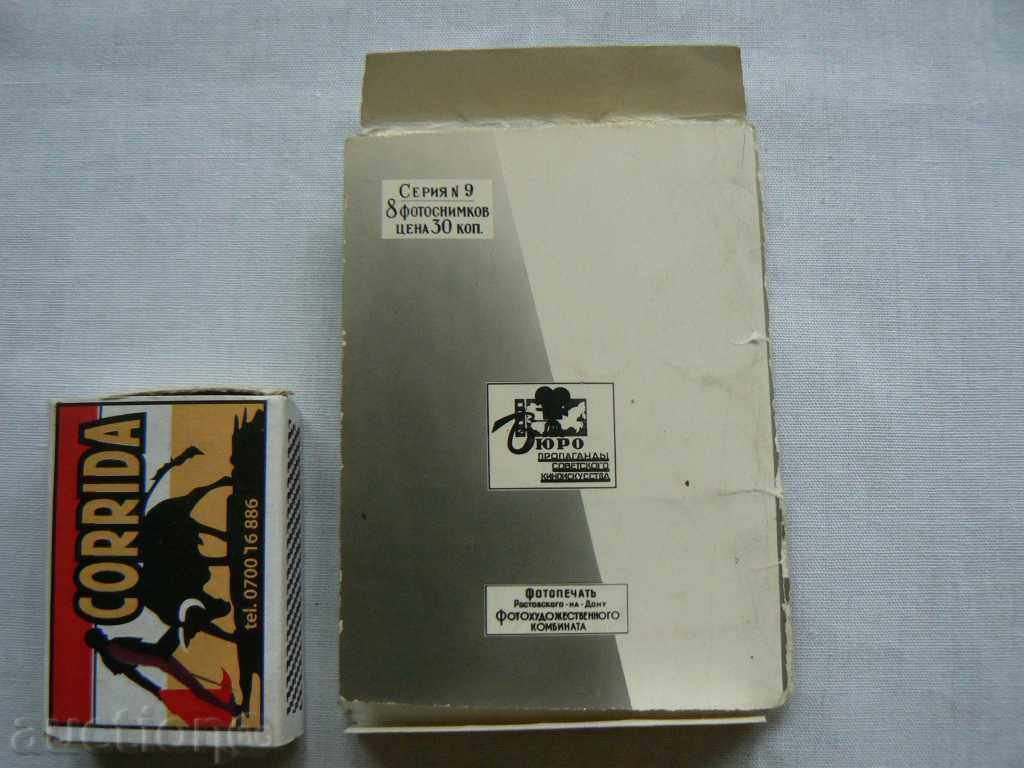 Серия N 9
8 фотоснимков
цена 30 коп.
Бюро
пропаганды
советского
киноискусства
Фотопечать
Ростовского-на-Дону
Фотохудожественного
комбината
CORRIDA
tel. 0700 16 886